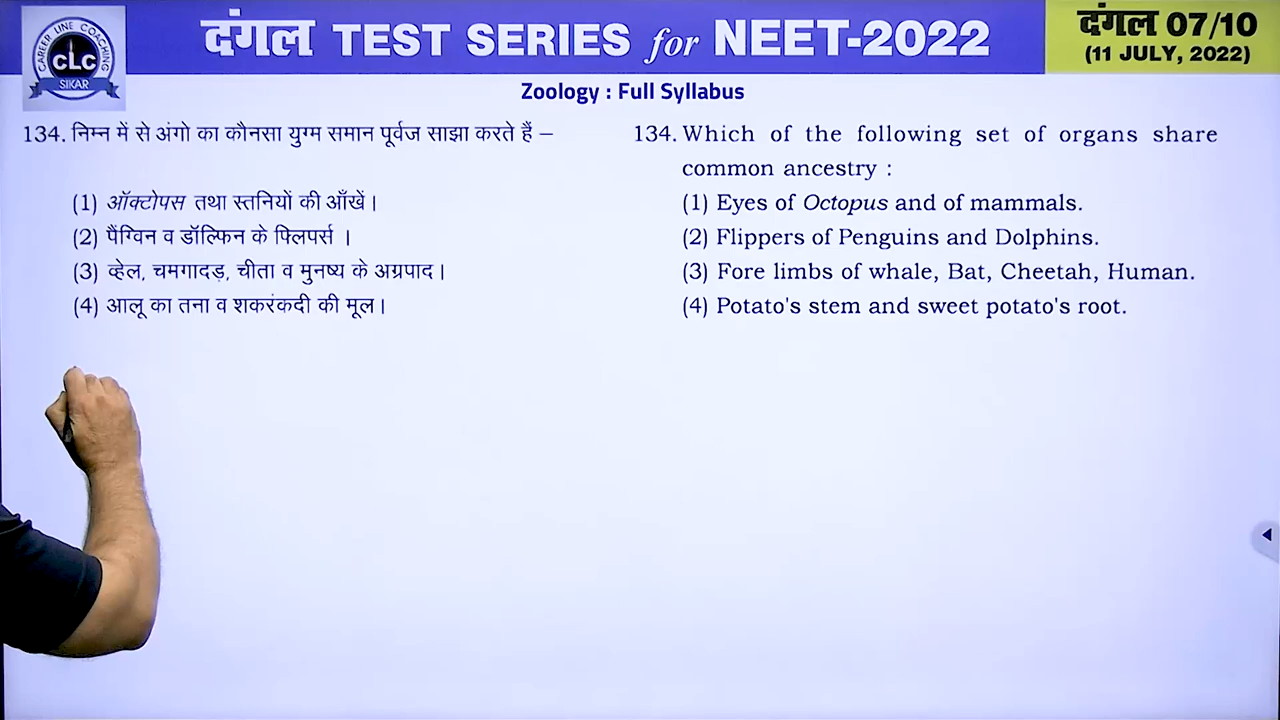 CAREER LINE COACHING
CLC
SIKAR
दंगल TEST SERIES for NEET-2022
दंगल 07/10
(11 JULY, 2022)
Zoology : Full Syllabus
134. निम्न में से अंगो का कौनसा युग्म समान पूर्वज साझा करते हैं –
(1) ऑक्टोपस तथा स्तनियों की आँखें।
(2) पैंग्विन व डॉल्फिन के फ्लिपर्स ।
(3) व्हेल, चमगादड़, चीता व मुनष्य के अग्रपाद।
(4) आलू का तना व शकरकंदी की मूल।
134. Which of the following set of organs share
common ancestry :
(1) Eyes of Octopus and of mammals.
(2) Flippers of Penguins and Dolphins.
(3) Fore limbs of whale, Bat, Cheetah, Human.
(4) Potato's stem and sweet potato's root.